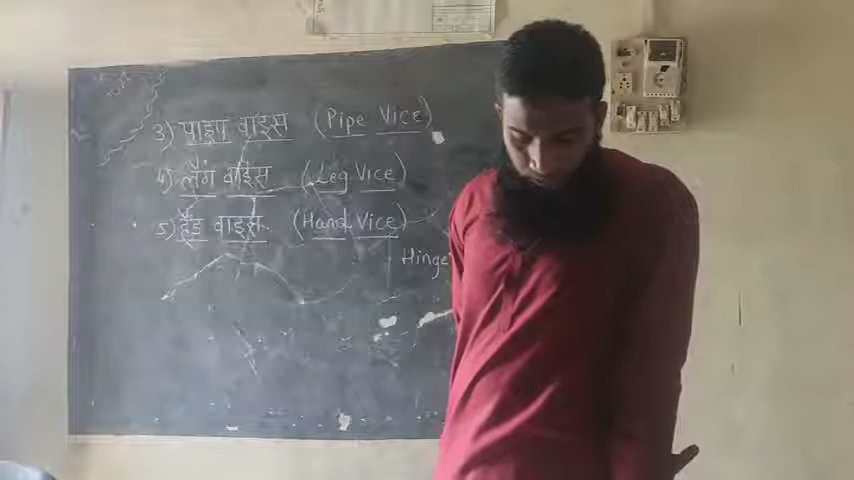 3) पाइप वाइस (Pipe Vice)
4) लैग वाइस (Leg Vice)
5) हैंड वाइस (Hand Vice)
Hinge